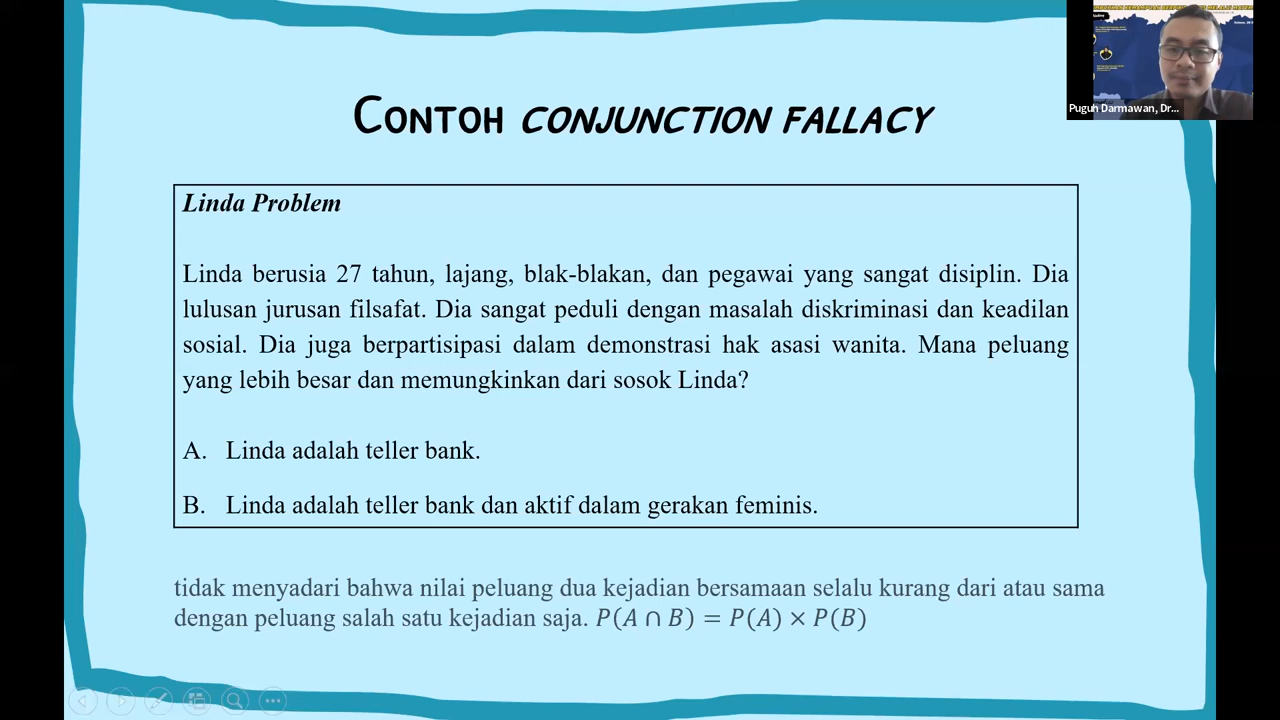 CONTOH CONJUNCTION FALLACY
Puguh Darmawan, Dr...
Linda Problem
Linda berusia 27 tahun, lajang, blak-blakan, dan pegawai yang sangat disiplin. Dia
lulusan jurusan filsafat. Dia sangat peduli dengan masalah diskriminasi dan keadilan
sosial. Dia juga berpartisipasi dalam demonstrasi hak asasi wanita. Mana peluang
yang lebih besar dan memungkinkan dari sosok Linda?
A. Linda adalah teller bank.
B. Linda adalah teller bank dan aktif dalam gerakan feminis.
tidak menyadari bahwa nilai peluang dua kejadian bersamaan selalu kurang dari atau sama
dengan peluang salah satu kejadian saja. P(A ∩ B) = P(A) × P(B)